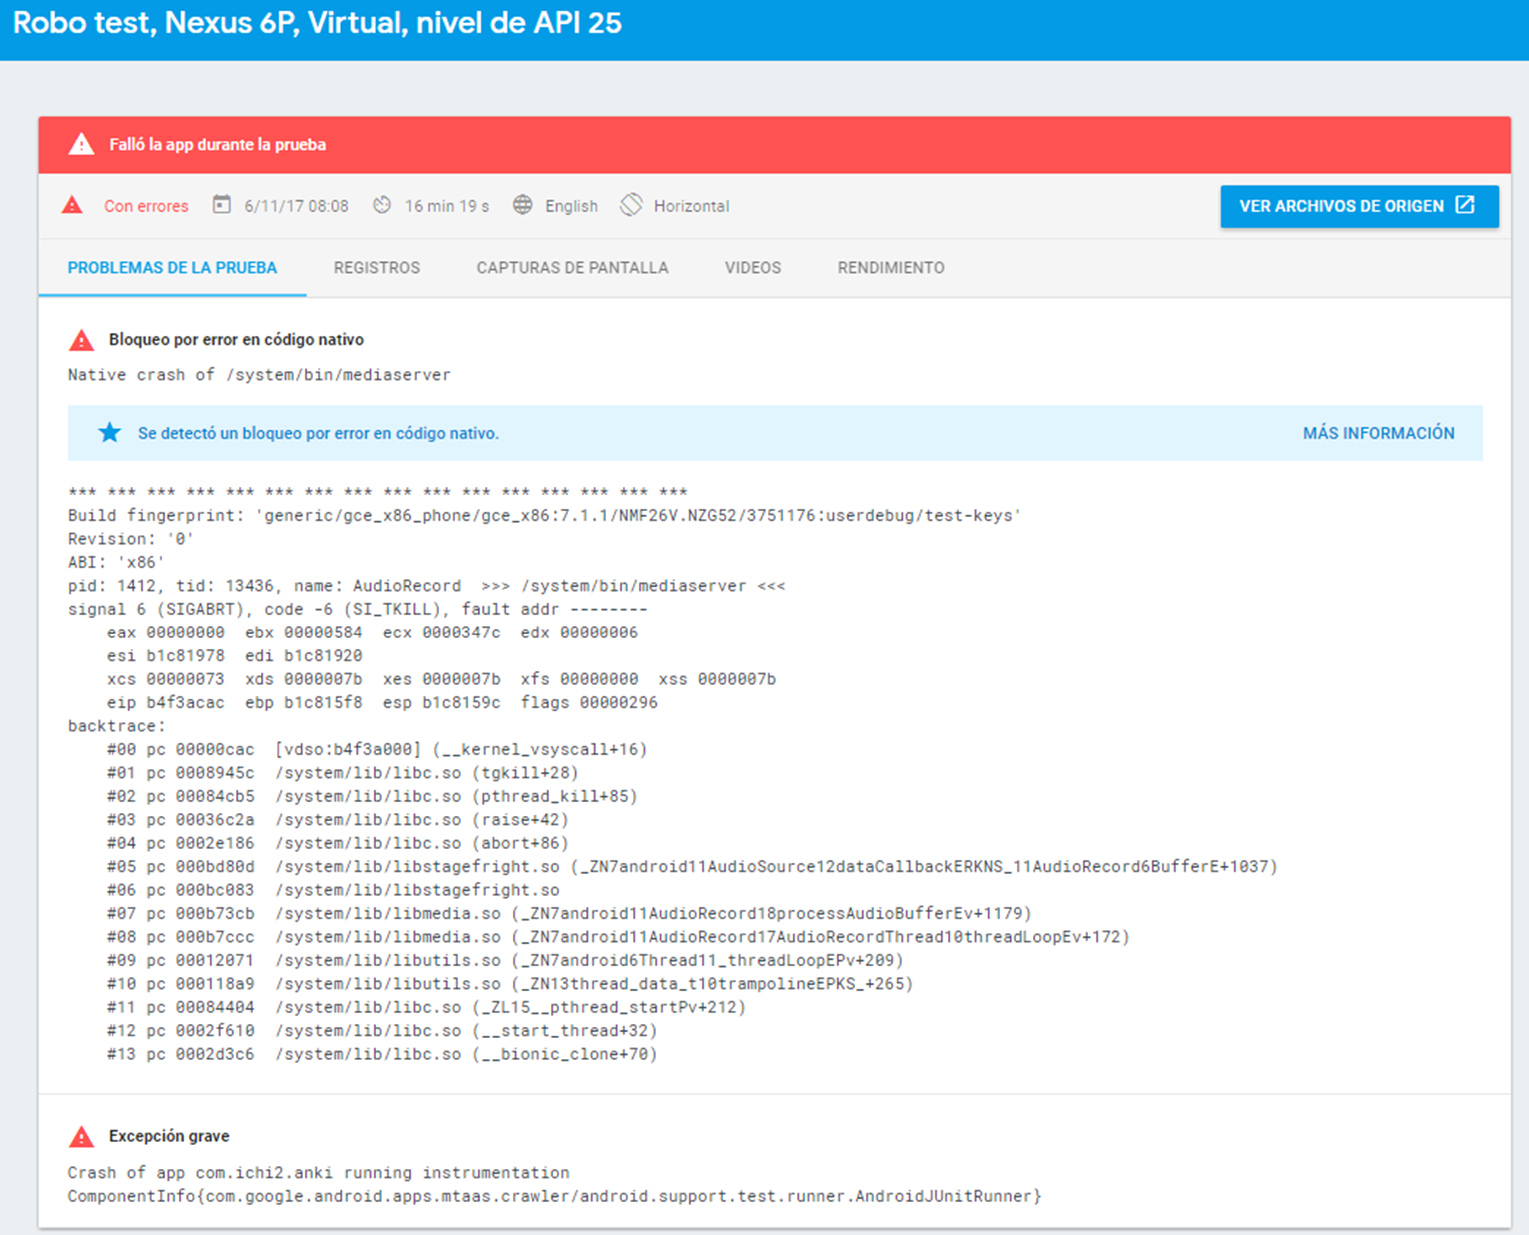 Robo test, Nexus 6P, Virtual, nivel de API 25
Falló la app durante la prueba
Con errores 6/11/17 08:08 16 min 19 s English Horizontal
VER ARCHIVOS DE ORIGEN
PROBLEMAS DE LA PRUEBA REGISTROS CAPTURAS DE PANTALLA VIDEOS RENDIMIENTO
Bloqueo por error en código nativo
Native crash of /system/bin/mediaserver
Se detectó un bloqueo por error en código nativo. MÁS INFORMACIÓN
*** *** *** *** *** *** *** *** *** *** *** *** *** *** *** ***
Build fingerprint: 'generic/gce_x86_phone/gce_x86:7.1.1/NMF26V.NZG52/3751176:userdebug/test-keys'
Revision: '0'
ABI: 'x86'
pid: 1412, tid: 13436, name: AudioRecord  >>> /system/bin/mediaserver <<<
signal 6 (SIGABRT), code -6 (SI_TKILL), fault addr --------
    eax 00000000  ebx 00000584  ecx 0000347c  edx 00000006
    esi b1c81978  edi b1c81920
    xcs 00000073  xds 0000007b  xes 0000007b  xfs 00000000  xss 0000007b
    eip b4f3acac  ebp b1c815f8  esp b1c8159c  flags 00000296
backtrace:
    #00 pc 00000cac  [vdso:b4f3a000] (__kernel_vsyscall+16)
    #01 pc 0008945c  /system/lib/libc.so (tgkill+28)
    #02 pc 00084cb5  /system/lib/libc.so (pthread_kill+85)
    #03 pc 00036c2a  /system/lib/libc.so (raise+42)
    #04 pc 0002e186  /system/lib/libc.so (abort+86)
    #05 pc 000bd80d  /system/lib/libstagefright.so (_ZN7android11AudioSource12dataCallbackERKNS_11AudioRecord6BufferE+1037)
    #06 pc 000bc083  /system/lib/libstagefright.so
    #07 pc 000b73cb  /system/lib/libmedia.so (_ZN7android11AudioRecord18processAudioBufferEv+1179)
    #08 pc 000b7ccc  /system/lib/libmedia.so (_ZN7android11AudioRecord17AudioRecordThread10threadLoopEv+172)
    #09 pc 00012071  /system/lib/libutils.so (_ZN7android6Thread11_threadLoopEPv+209)
    #10 pc 000118a9  /system/lib/libutils.so (_ZN13thread_data_t10trampolineEPKS_+265)
    #11 pc 00084404  /system/lib/libc.so (_ZL15__pthread_startPv+212)
    #12 pc 0002f610  /system/lib/libc.so (__start_thread+32)
    #13 pc 0002d3c6  /system/lib/libc.so (__bionic_clone+70)
Excepción grave
Crash of app com.ichi2.anki running instrumentation
ComponentInfo{com.google.android.apps.mtaas.crawler/android.support.test.runner.AndroidJUnitRunner}